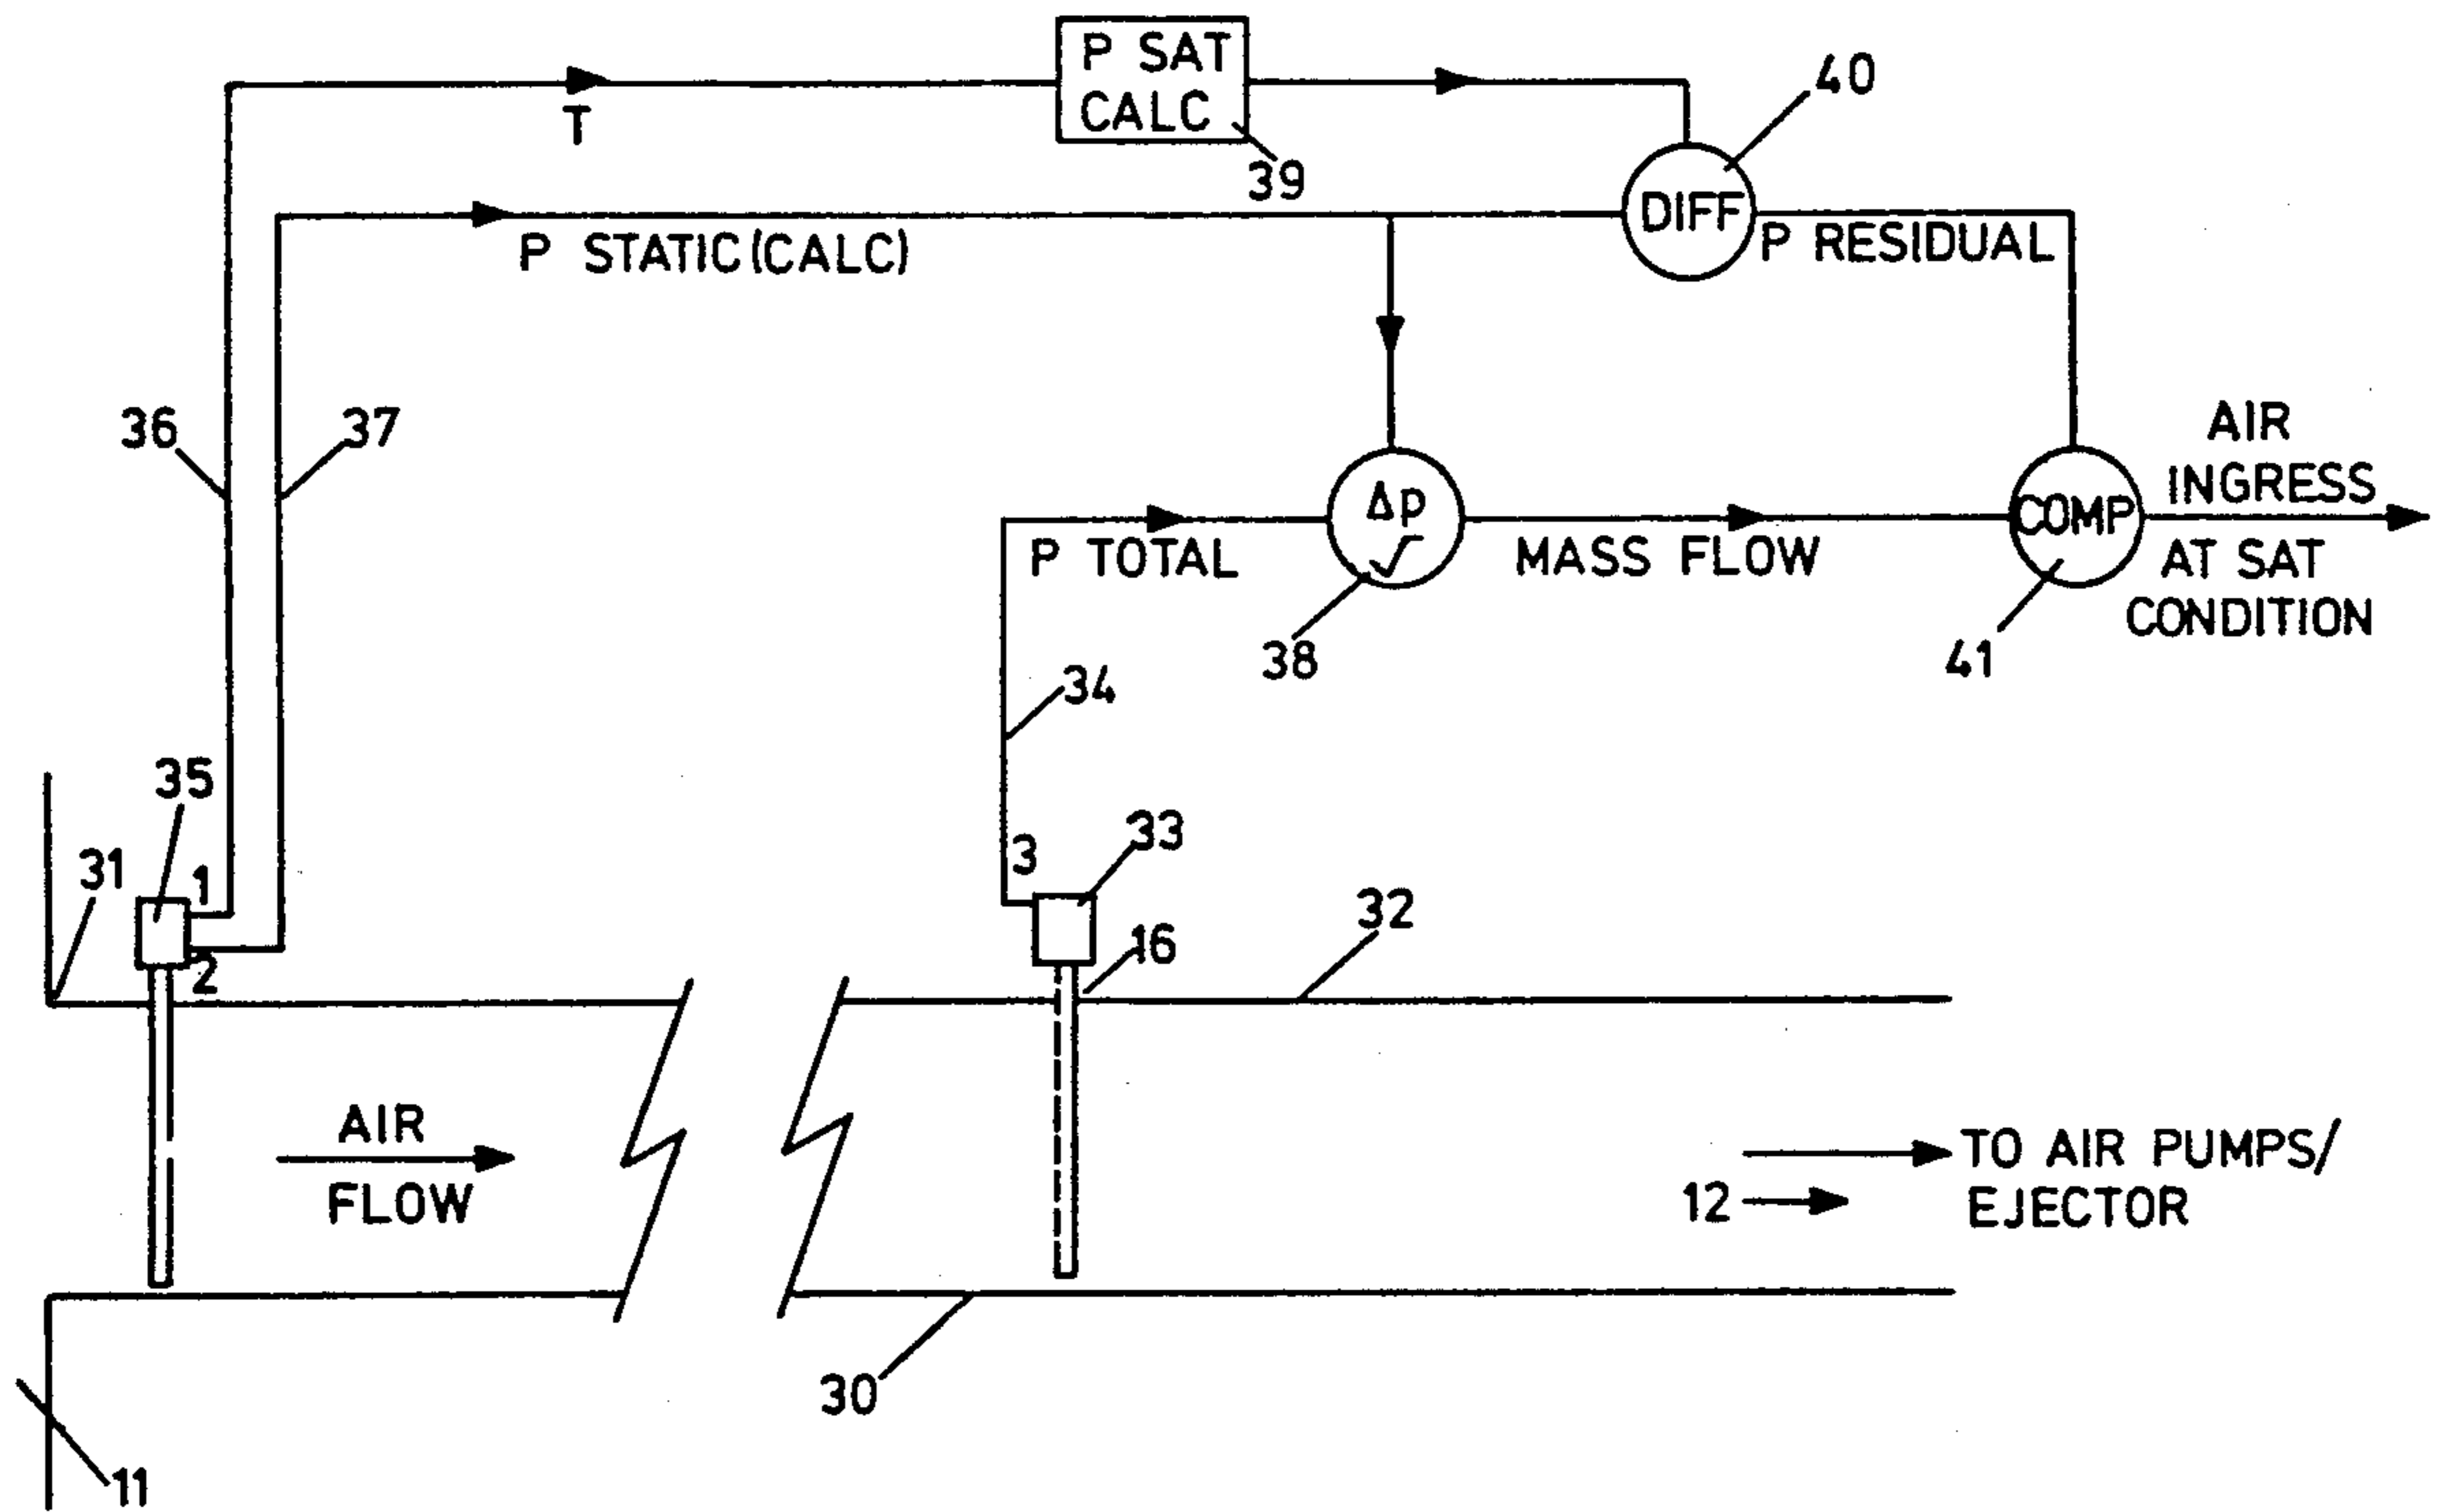 P SAT
CALC
40
T
39
DIFF
P STATIC (CALC)
P RESIDUAL
36
37
AIR
INGRESS
Δp
√
COMP
P TOTAL
MASS FLOW
AT SAT
CONDITION
38
41
34
35
33
3
31
1
32
16
2
AIR
FLOW
TO AIR PUMPS/
EJECTOR
12
30
11